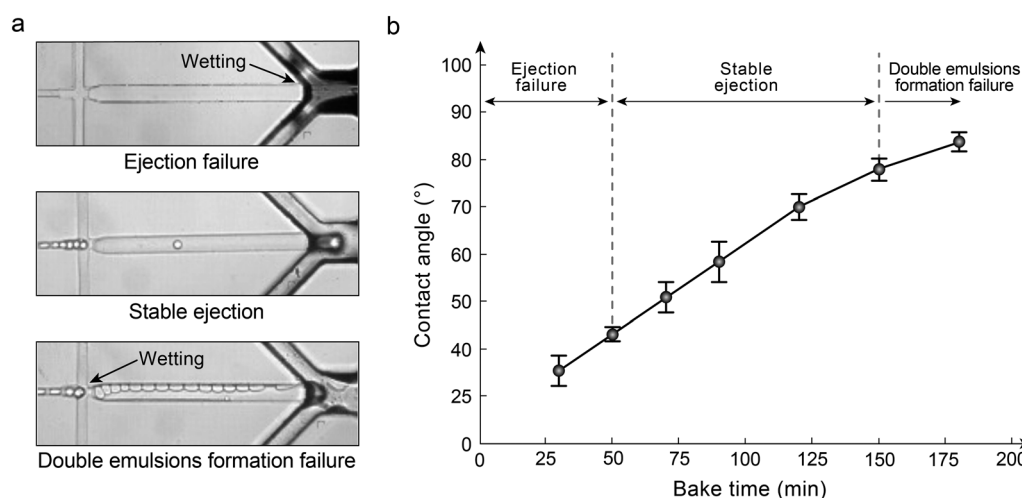 a
Wetting
Ejection failure
Stable ejection
Wetting
Double emulsions formation failure
b
Contact angle (°)
100
90
80
70
60
50
40
25
0
Ejection
failure
Stable
ejection
Double emulsions
formation failure
0 25 50 75 100 125 150 175 200
Bake time (min)